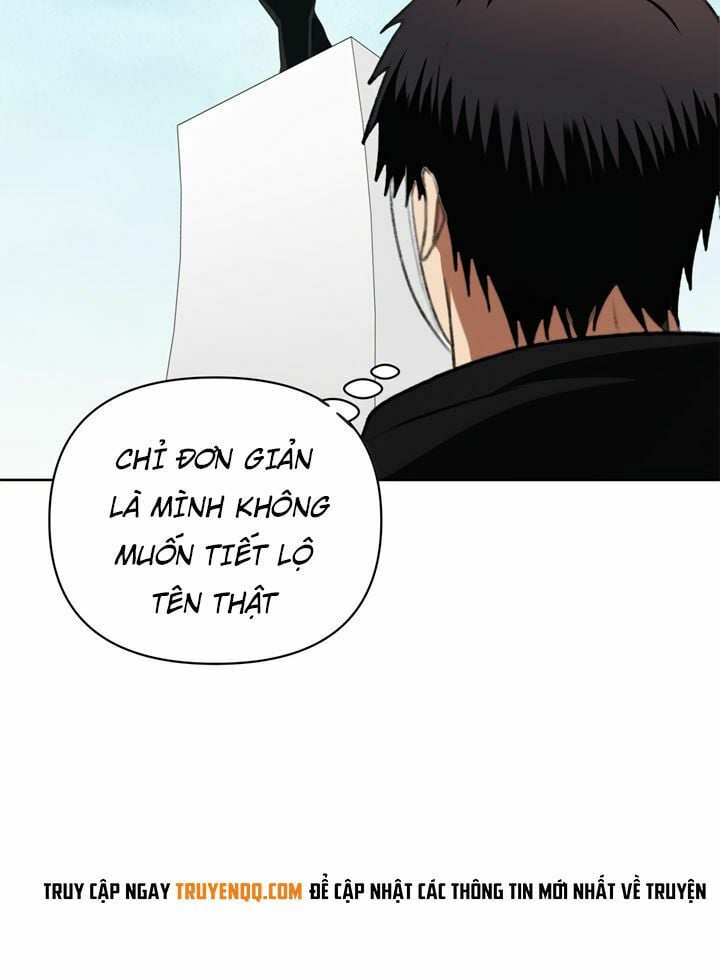 CHỈ ĐƠN GIẢN
LÀ MÌNH KHÔNG
MUỐN TIẾT LỘ
TÊN THẬT
TRUY CẬP NGAY TRUYENQQ.COM ĐỂ CẬP NHẬT CÁC THÔNG TIN MỚI NHẤT VỀ TRUYỆN